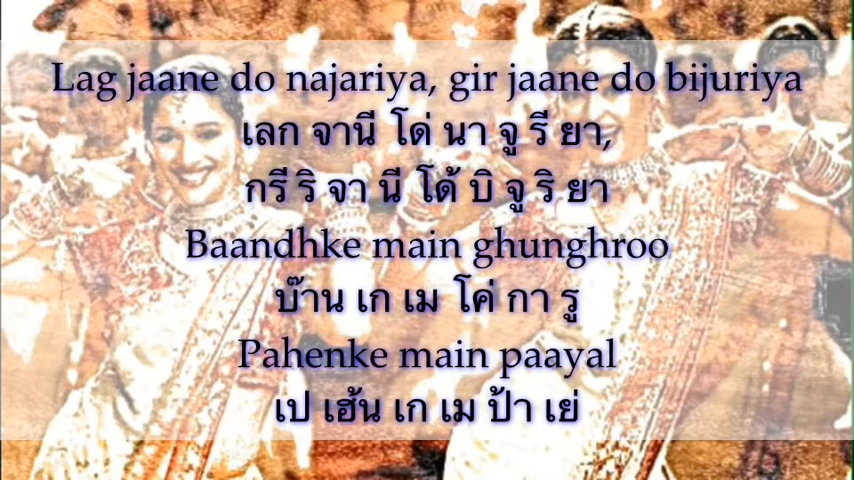 Lag jaane do najariya, gir jaane do bijuriya
เลก จานี โด่ นา จู รี ยา,
กรี ริ จา นี โด้ บิ จู ริ ยา
Baandhke main ghunghroo
บ๊าน เก เม โค่ กา รู
Pahenke main paayal
เป เฮ้น เก เม ป้า เย่